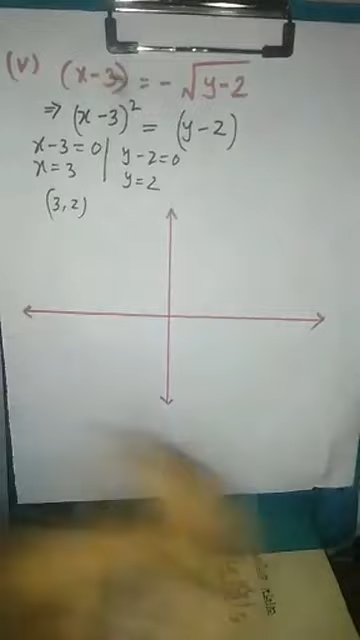 (v) (x-3) = - √(y-2)
⇒ (x-3)² = (y-2)
x-3=0 | y-2=0
x=3 | y=2
(3,2)